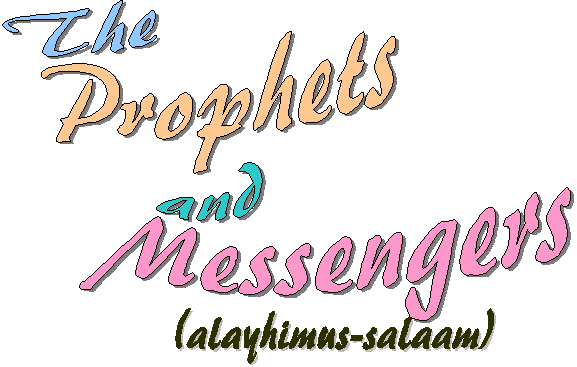 The
Prophets
and
Messengers
(alayhimus-salaam)